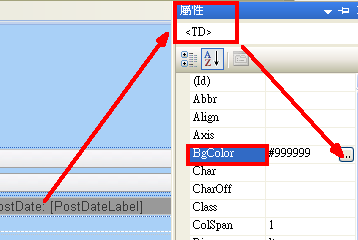 屬性
<TD>
(Id)
Abbr
Align
Axis
BgColor #999999 ...
Char
CharOff
Class
ColSpan 1
ostDate: [PostDateLabel]